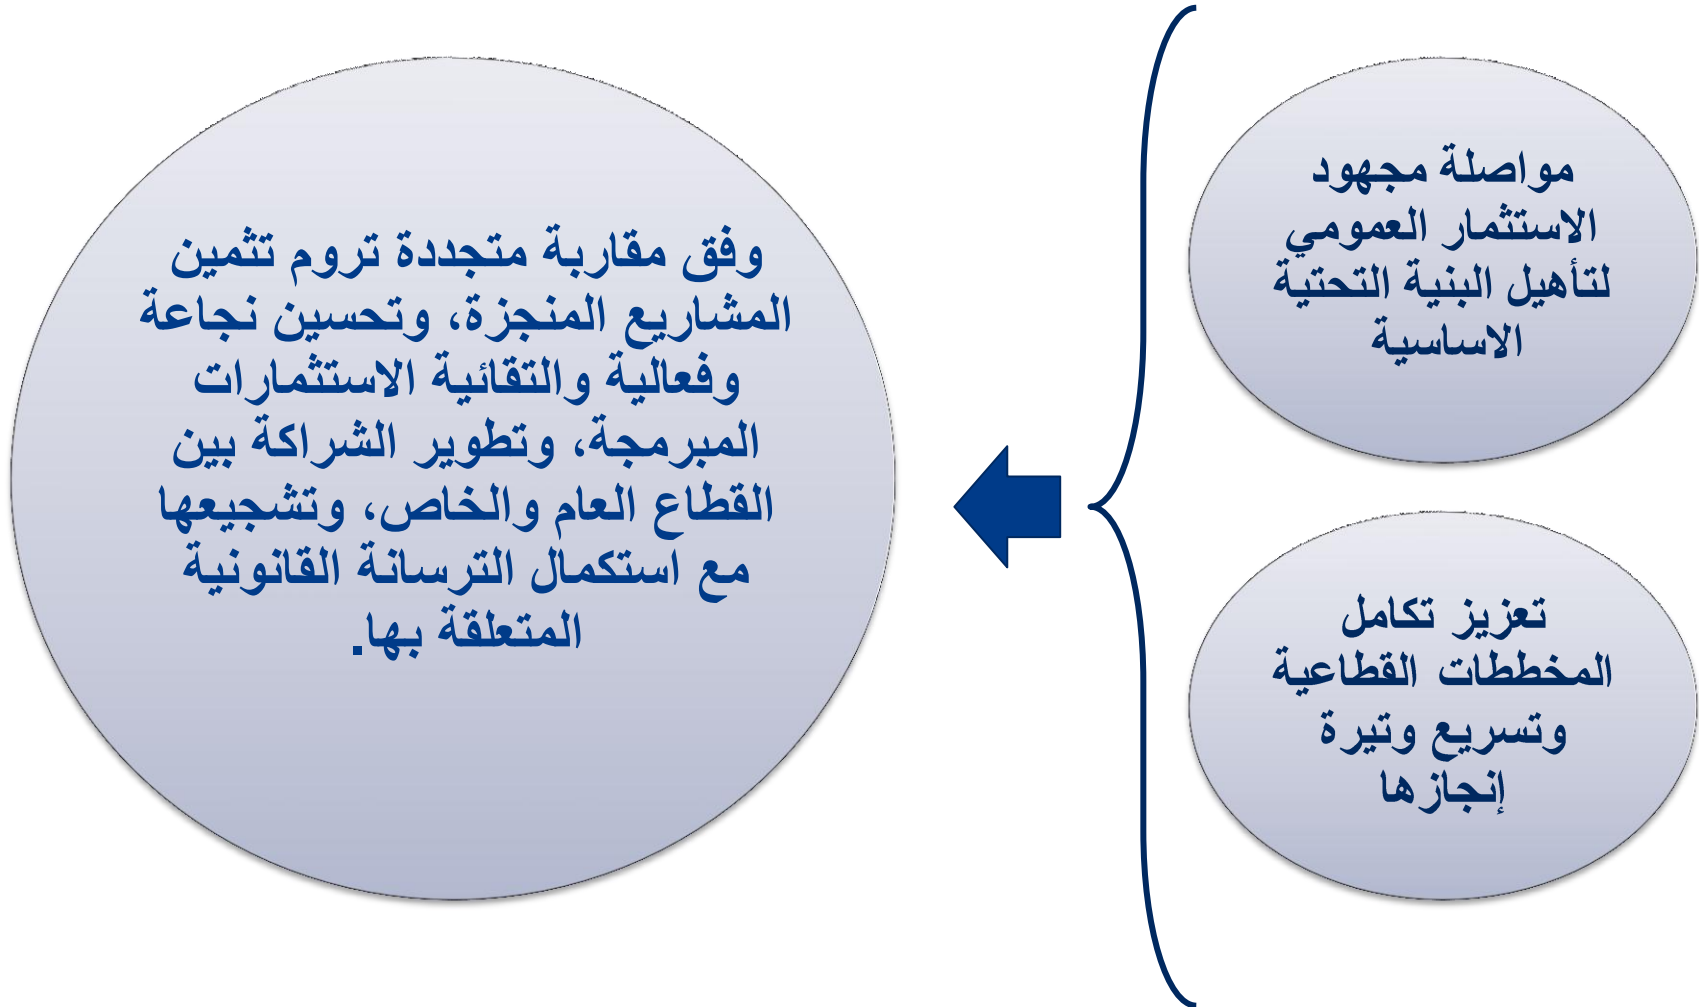 مواصلة مجهود
الاستثمار العمومي
لتأهيل البنية التحتية
الاساسية
تعزيز تكامل
المخططات القطاعية
وتسريع وتيرة
إنجازها
وفق مقاربة متجددة تروم تثمين
المشاريع المنجزة، وتحسين نجاعة
وفعالية والتقائية الاستثمارات
المبرمجة، وتطوير الشراكة بين
القطاع العام والخاص، وتشجيعها
مع استكمال الترسانة القانونية
المتعلقة بها.